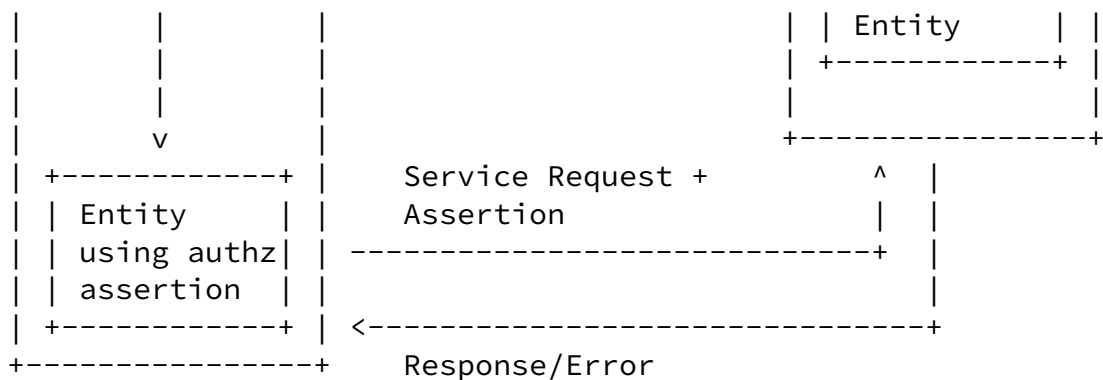 |       |        |                         | | Entity     | |
|       |        |                         | +------------+ |
|       |        |                         |                |
|       v        |                         +----------------+
| +------------+ |    Service Request +         ^  |
| | Entity     | |    Assertion                 |  |
| | using authz| | -----------------------------+  |
| | assertion  | |                                 |
| +------------+ | <-------------------------------+
+----------------+    Response/Error